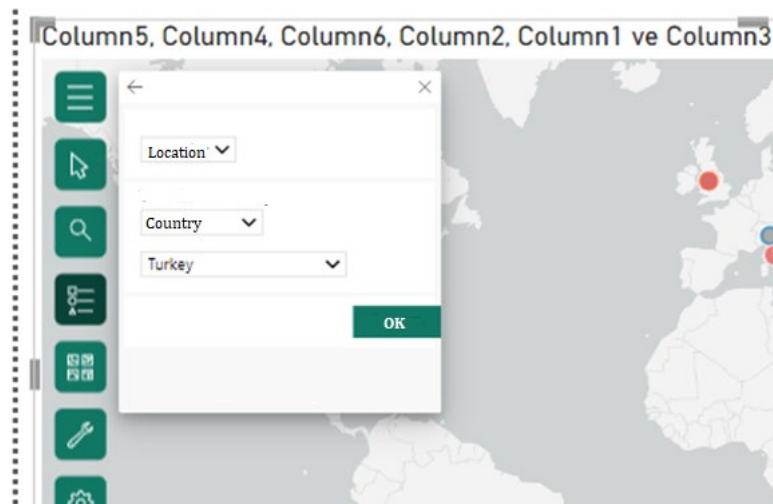 Column5, Column4, Column6, Column2, Column1 ve Column3
Location
Country
Turkey
OK